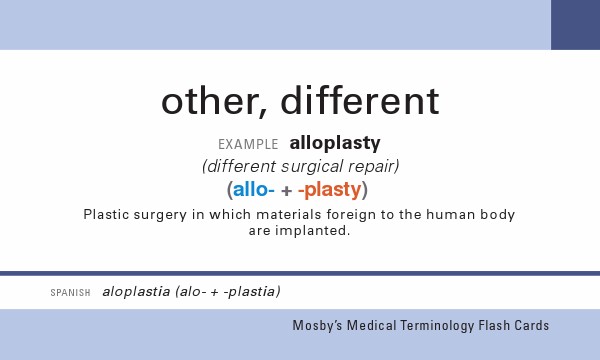 other, different
EXAMPLE alloplasty
(different surgical repair)
(allo- + -plasty)
Plastic surgery in which materials foreign to the human body
are implanted.
SPANISH aloplastia (alo- + -plastia)
Mosby's Medical Terminology Flash Cards